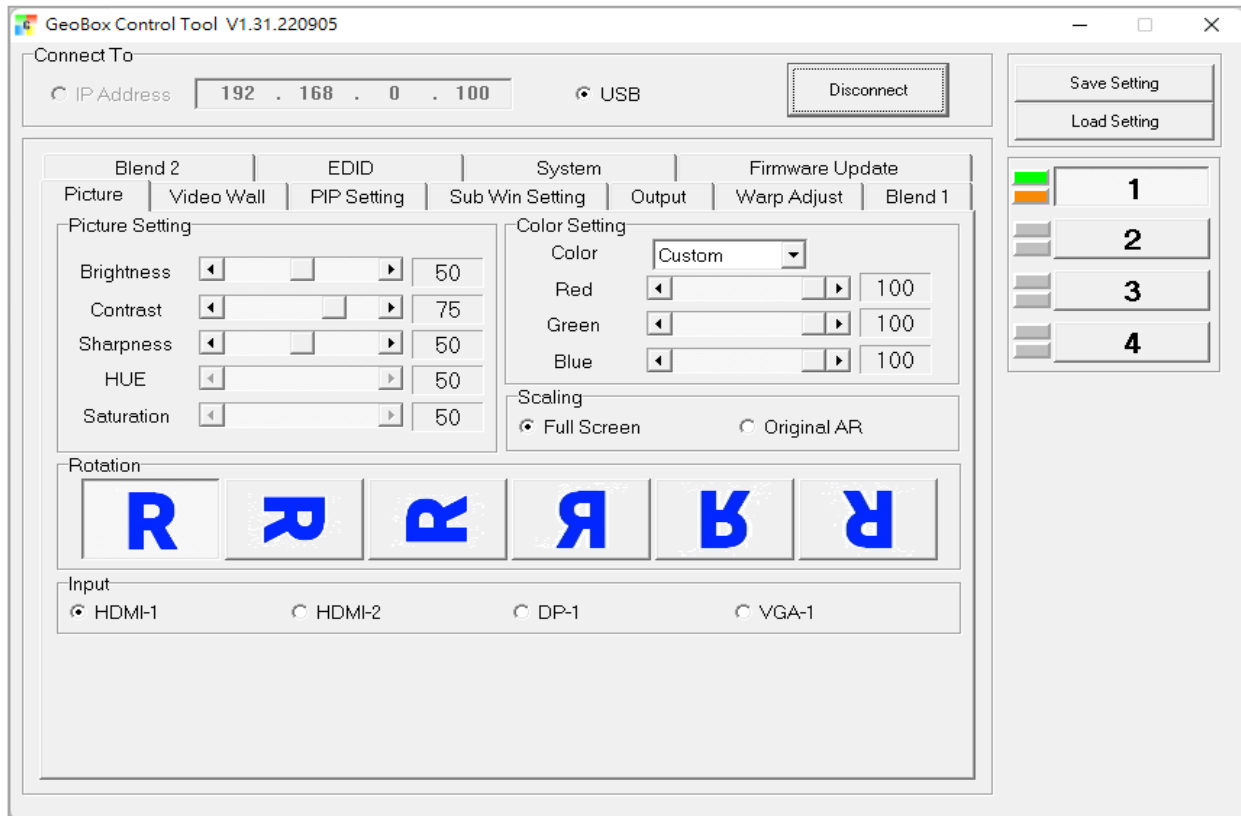 GeoBox Control Tool V1.31.220905
Connect To
IP Address 192 . 168 . 0 . 100 USB Disconnect
Save Setting
Load Setting
Blend 2 EDID System Firmware Update
Picture Video Wall PIP Setting Sub Win Setting Output Warp Adjust Blend 1
Picture Setting
Brightness 50
Contrast 75
Sharpness 50
HUE 50
Saturation 50
Color Setting
Color Custom
Red 100
Green 100
Blue 100
Scaling
Full Screen Original AR
Rotation
R R R R R R
Input
HDMI-1 HDMI-2 DP-1 VGA-1
1
2
3
4